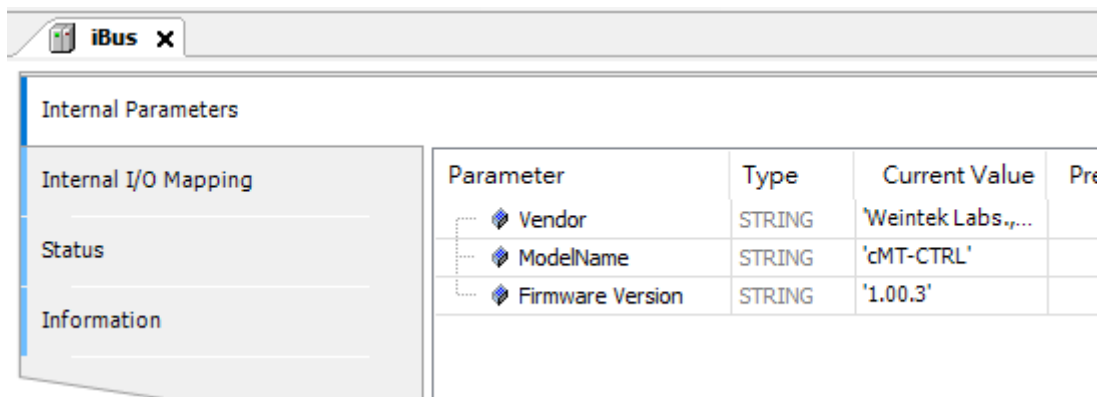 iBus
Internal Parameters
Internal I/O Mapping
Status
Information
Parameter Type Current Value Pre
Vendor STRING 'Weintek Labs.,...
ModelName STRING 'cMT-CTRL'
Firmware Version STRING '1.00.3'